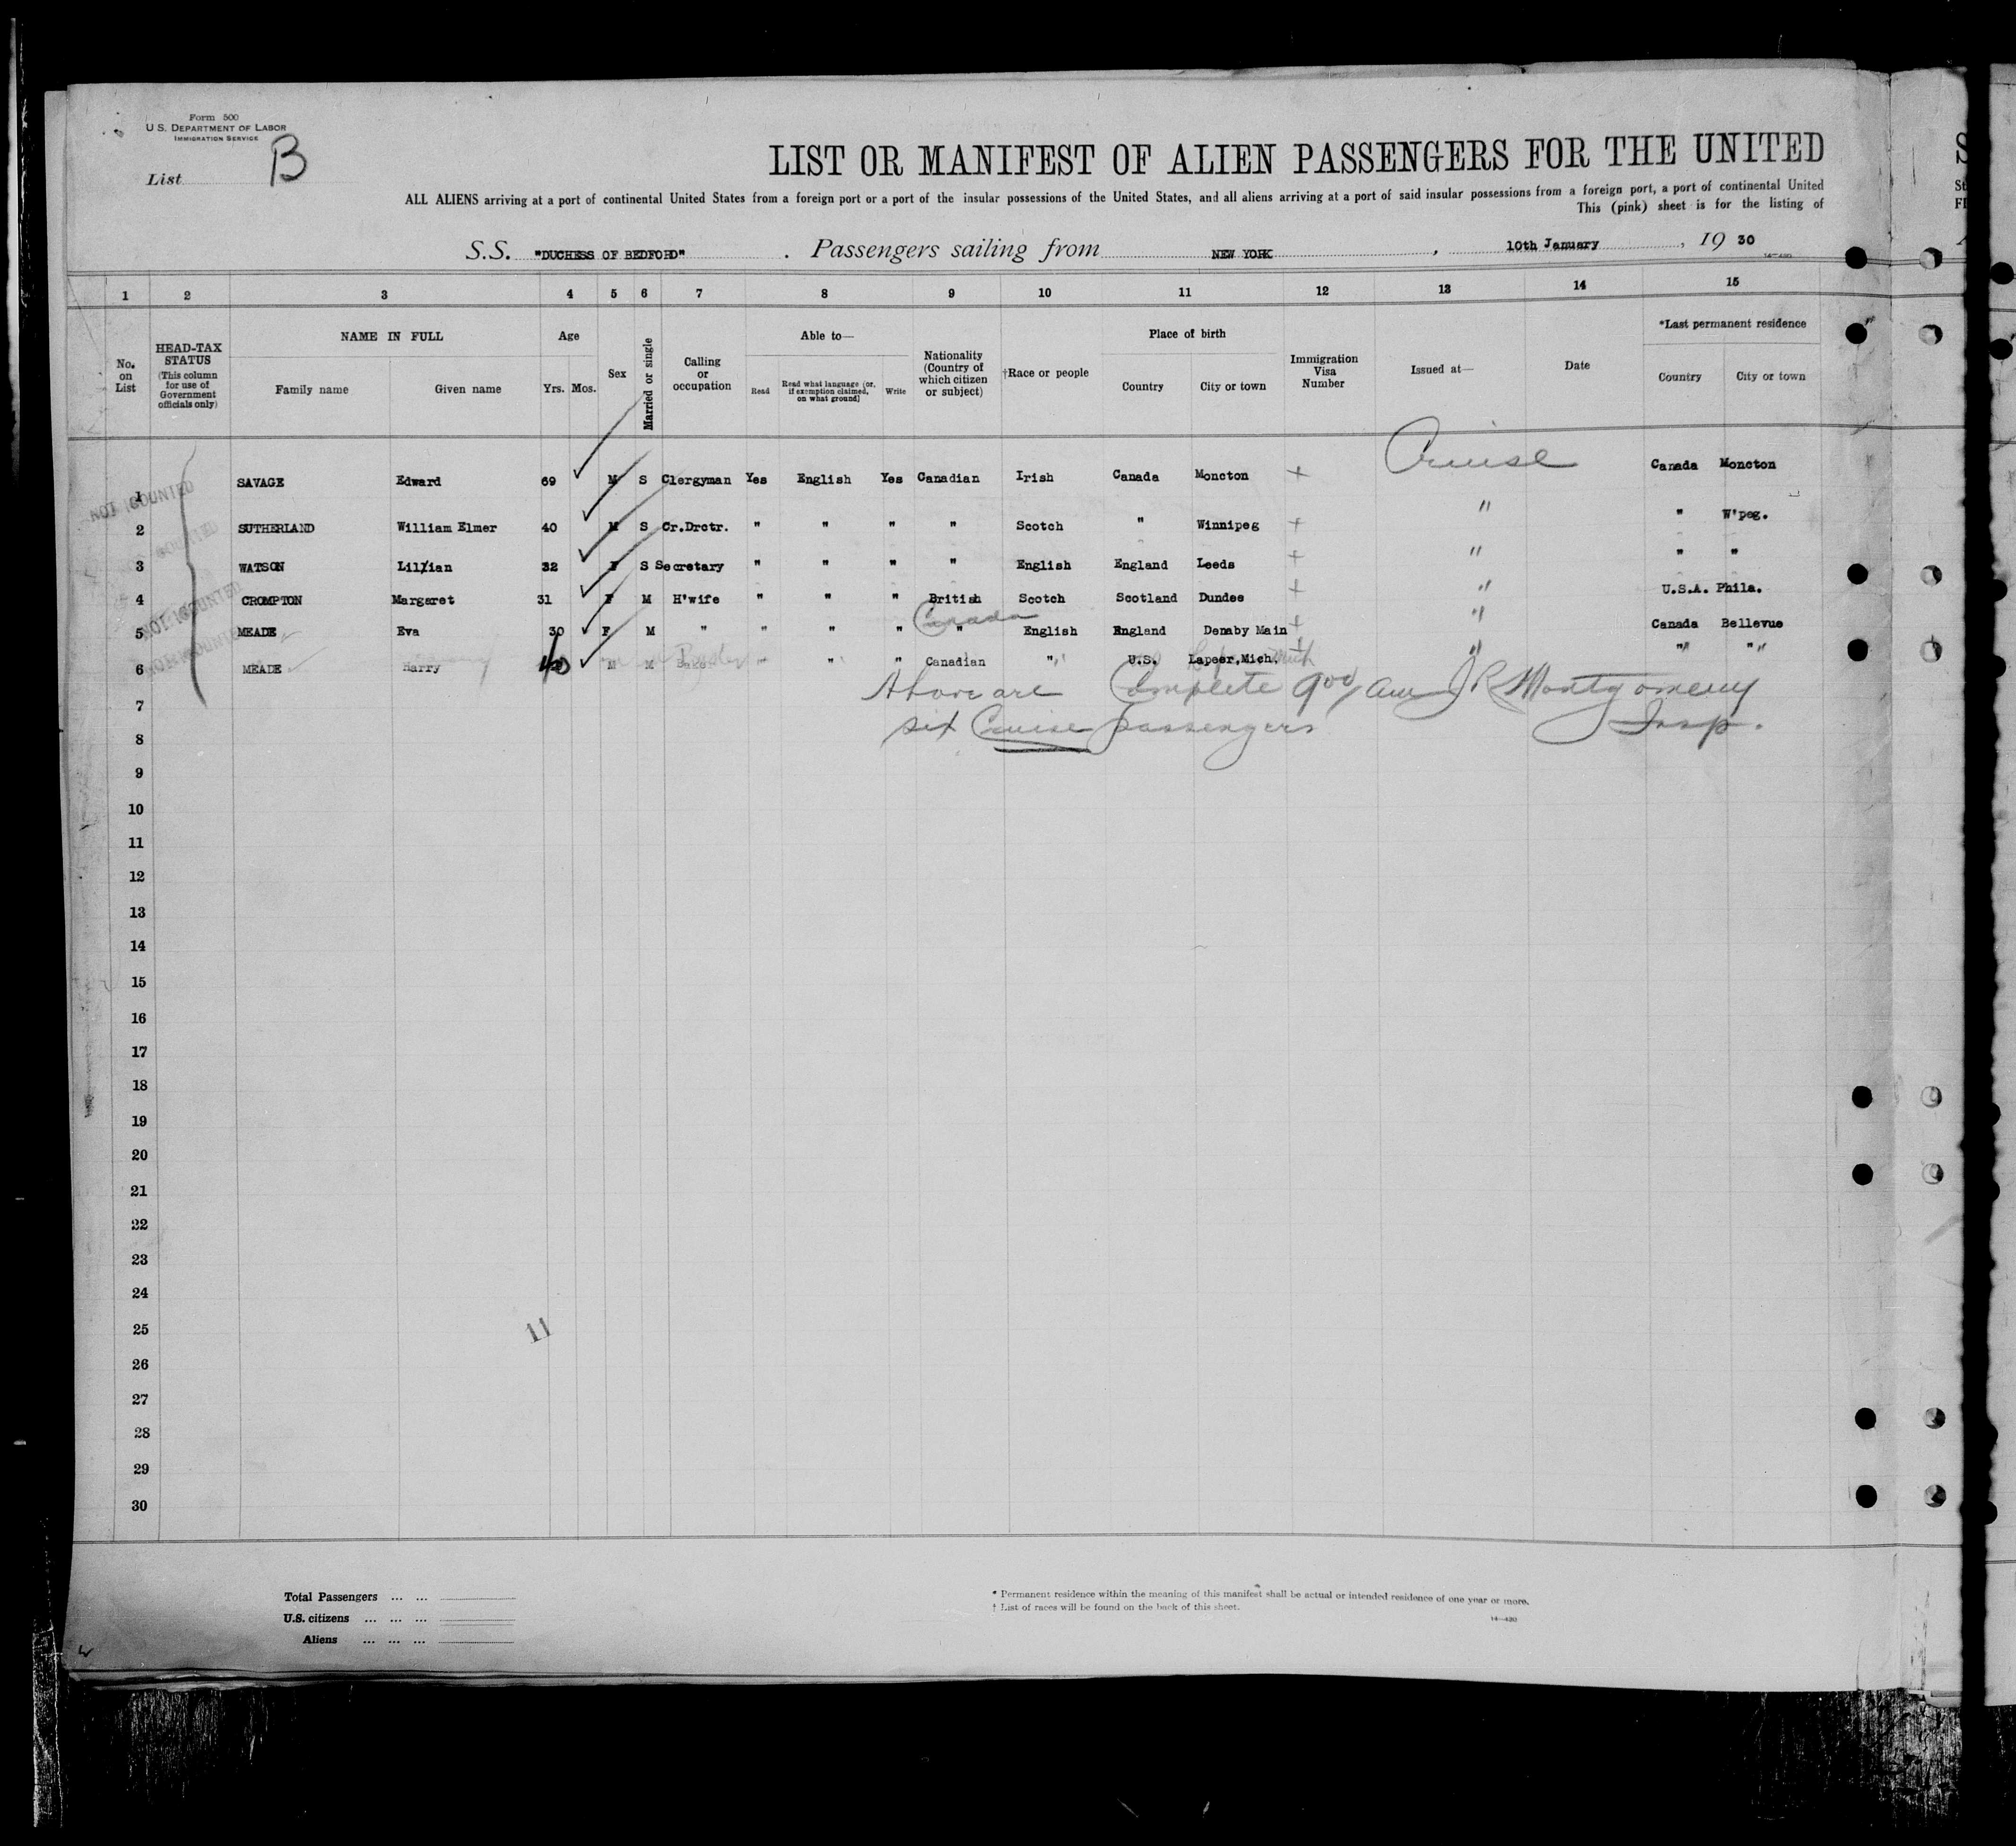 Form 500
U.S. DEPARTMENT OF LABOR
IMMIGRATION SERVICE
List B
LIST OR MANIFEST OF ALIEN PASSENGERS FOR THE UNITED
ALL ALIENS arriving at a port of continental United States from a foreign port or a port of the insular possessions of the United States, and all aliens arriving at a port of said insular possessions from a foreign port, a port of continental United
This (pink) sheet is for the listing of
S.S. "DUCHESS OF BEDFORD". Passengers sailing from NEW YORK, 10th January, 19 30
1 2 3 4 5 6 7 8 9 10 11 12 13 14 15
No. on List
HEAD-TAX STATUS (This column for use of Government officials only)
NAME IN FULL
Family name Given name
Age
Yrs. Mos.
Sex
Married or single
Calling or occupation
Able to—
Read
Read what language (or, if exemption claimed, on what ground)
Write
Nationality (Country of which citizen or subject)
†Race or people
Place of birth
Country City or town
Immigration Visa Number
Issued at—
Date
*Last permanent residence
Country City or town
1 SAVAGE Edward 69 M S Clergyman Yes English Yes Canadian Irish Canada Moncton + Cruise Canada Moncton
2 SUTHERLAND William Elmer 40 M S Cr.Drctr. " " " " Scotch " Winnipeg + " " W'peg.
3 WATSON Lillian 32 F S Secretary " " " " English England Leeds + " " "
4 CROMPTON Margaret 31 F M H'wife " " " British Scotch Scotland Dundee + " U.S.A. Phila.
5 MEADE Eva 30 F M " " " " " Canada English England Denaby Main + " Canada Bellevue
6 MEADE Harry 40 M M " " " Canadian " U.S. Lapeer, Mich. + " " "
NOT COUNTED
NOT COUNTED
Above are Complete 9 00/am J R Montgomery
six Cruise passengers Insp.
7
8
9
10
11
12
13
14
15
16
17
18
19
20
21
22
23
24
25
11
26
27
28
29
30
Total Passengers ... ...
U.S. citizens ... ... ...
Aliens ... ... ...
* Permanent residence within the meaning of this manifest shall be actual or intended residence of one year or more.
† List of races will be found on the back of this sheet.
14—430